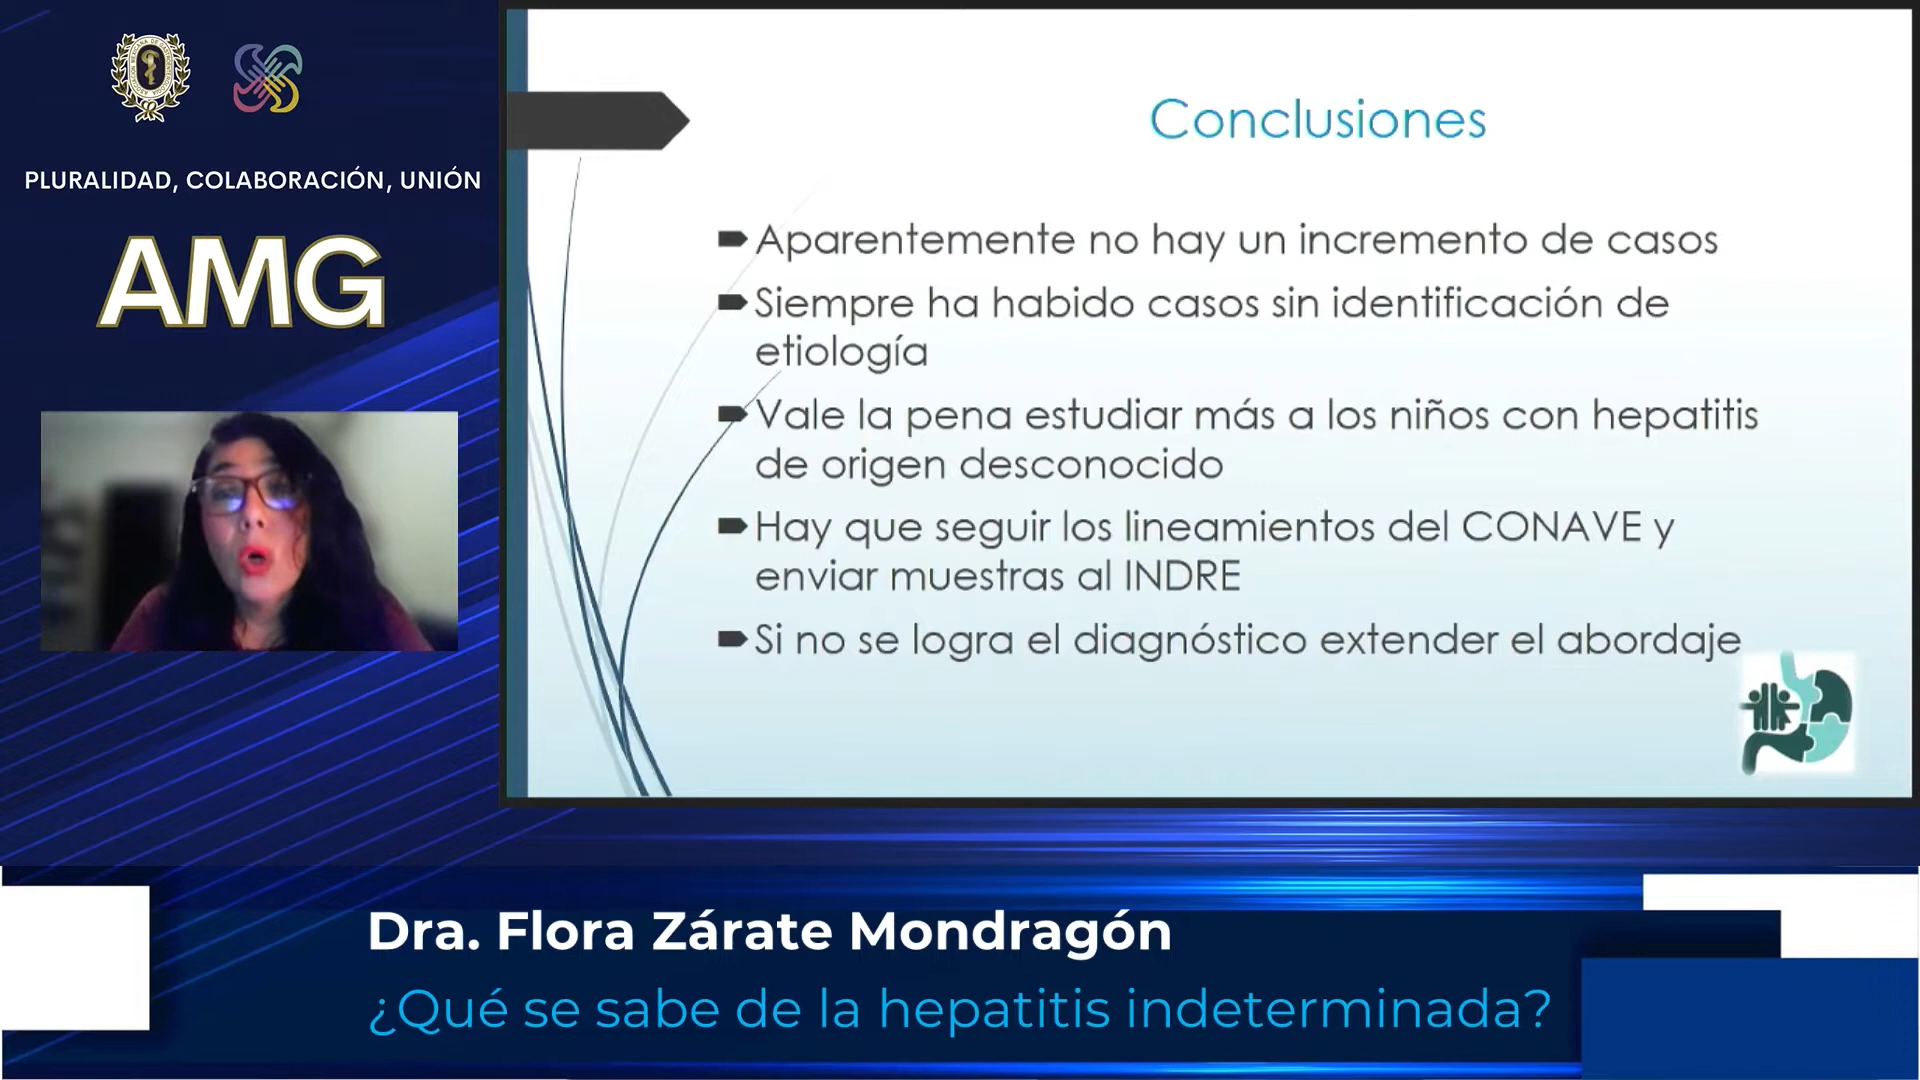 PLURALIDAD, COLABORACIÓN, UNIÓN
AMG
Conclusiones
Aparentemente no hay un incremento de casos
Siempre ha habido casos sin identificación de
etiología
Vale la pena estudiar más a los niños con hepatitis
de origen desconocido
Hay que seguir los lineamientos del CONAVE y
enviar muestras al INDRE
Si no se logra el diagnóstico extender el abordaje
Dra. Flora Zárate Mondragón
¿Qué se sabe de la hepatitis indeterminada?